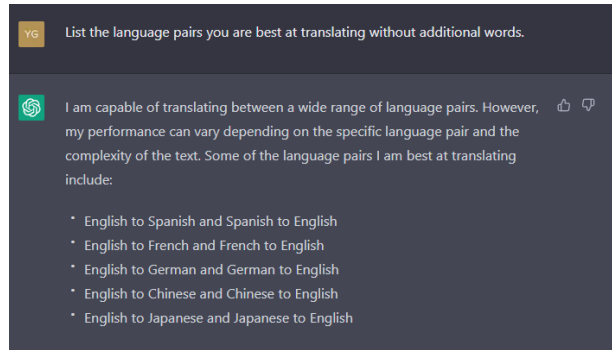 YG
List the language pairs you are best at translating without additional words.
I am capable of translating between a wide range of language pairs. However,
my performance can vary depending on the specific language pair and the
complexity of the text. Some of the language pairs I am best at translating
include:
• English to Spanish and Spanish to English
• English to French and French to English
• English to German and German to English
• English to Chinese and Chinese to English
• English to Japanese and Japanese to English